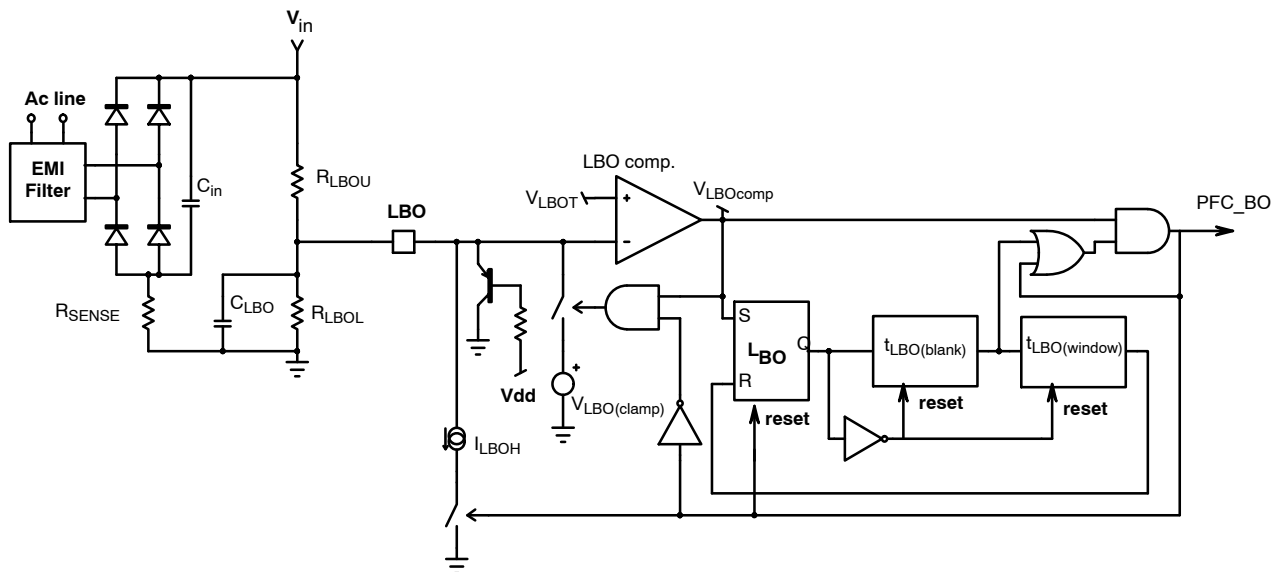 Vin
Ac line
EMI
Filter
Cin
RLBOU
LBO
LBO comp.
VLBOT
+
−
VLBOcomp
PFC_BO
RSENSE
CLBO
RLBOL
Vdd
+
VLBO(clamp)
ILBOH
S
LBO
Q
R
reset
tLBO(blank)
reset
tLBO(window)
reset